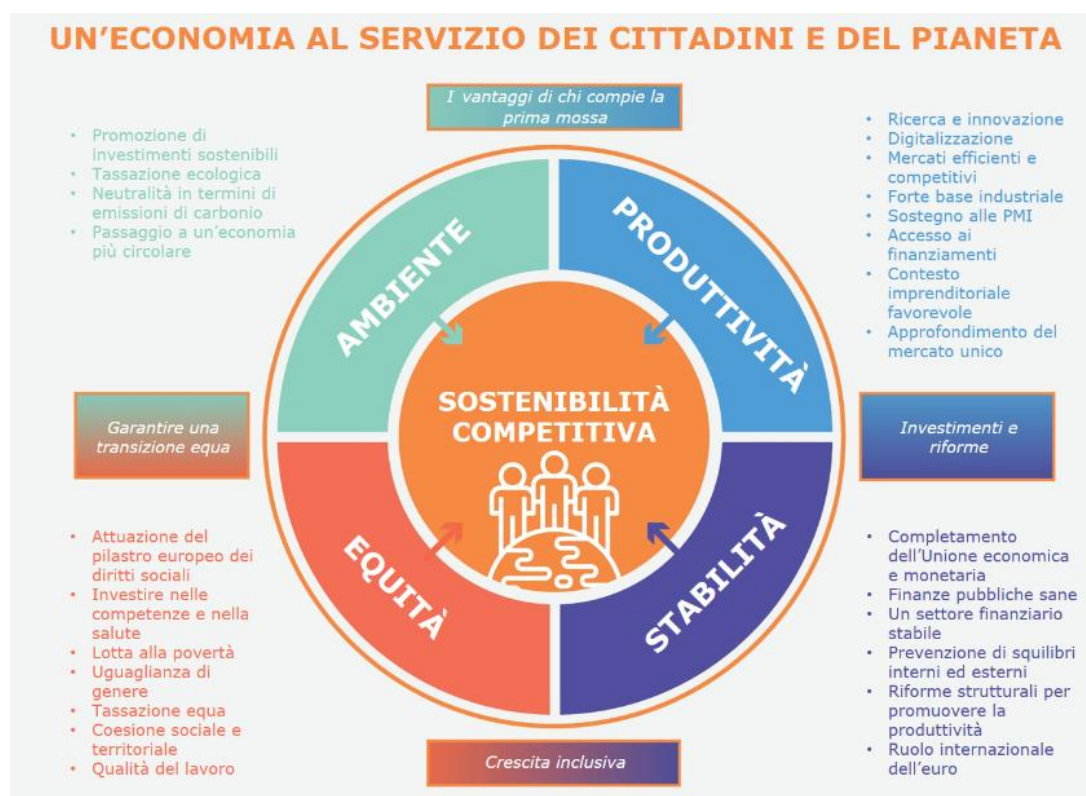 UN'ECONOMIA AL SERVIZIO DEI CITTADINI E DEL PIANETA
I vantaggi di chi compie la
prima mossa
• Promozione di
investimenti sostenibili
• Tassazione ecologica
• Neutralità in termini di
emissioni di carbonio
• Passaggio a un'economia
più circolare
• Ricerca e innovazione
• Digitalizzazione
• Mercati efficienti e
competitivi
• Forte base industriale
• Sostegno alle PMI
• Accesso ai
finanziamenti
• Contesto
imprenditoriale
favorevole
• Approfondimento del
mercato unico
AMBIENTE
PRODUTTIVITÀ
SOSTENIBILITÀ
COMPETITIVA
Garantire una
transizione equa
Investimenti e
riforme
EQUITÀ
STABILITÀ
• Attuazione del
pilastro europeo dei
diritti sociali
• Investire nelle
competenze e nella
salute
• Lotta alla povertà
• Uguaglianza di
genere
• Tassazione equa
• Coesione sociale e
territoriale
• Qualità del lavoro
• Completamento
dell'Unione economica
e monetaria
• Finanze pubbliche sane
• Un settore finanziario
stabile
• Prevenzione di squilibri
interni ed esterni
• Riforme strutturali per
promuovere la
produttività
• Ruolo internazionale
dell'euro
Crescita inclusiva